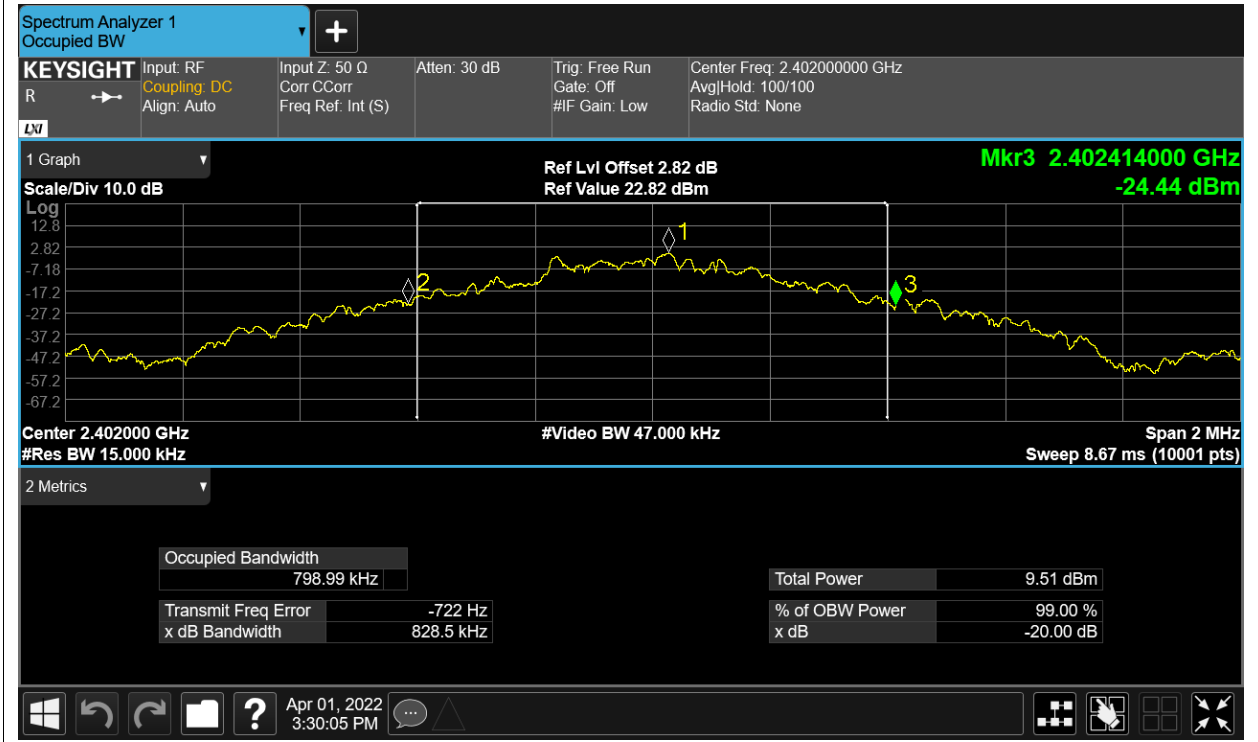 Spectrum Analyzer 1
Occupied BW
KEYSIGHT Input: RF Input Z: 50 Ω Atten: 30 dB Trig: Free Run Center Freq: 2.402000000 GHz
R Coupling: DC Corr CCorr Gate: Off Avg|Hold: 100/100
Align: Auto Freq Ref: Int (S) #IF Gain: Low Radio Std: None
LXI
1 Graph Ref Lvl Offset 2.82 dB Mkr3 2.402414000 GHz
Scale/Div 10.0 dB Ref Value 22.82 dBm -24.44 dBm
Log
12.8
1
2.82
-7.18
2
3
-17.2
-27.2
-37.2
-47.2
-57.2
-67.2
Center 2.402000 GHz #Video BW 47.000 kHz Span 2 MHz
#Res BW 15.000 kHz Sweep 8.67 ms (10001 pts)
2 Metrics
Occupied Bandwidth
798.99 kHz Total Power 9.51 dBm
Transmit Freq Error -722 Hz % of OBW Power 99.00 %
x dB Bandwidth 828.5 kHz x dB -20.00 dB
? Apr 01, 2022
3:30:05 PM